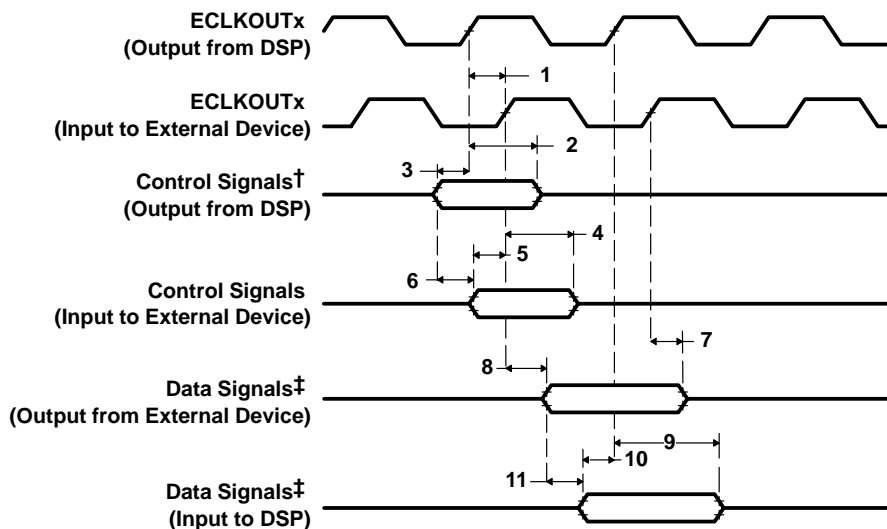 ECLKOUTx
(Output from DSP)
1
ECLKOUTx
(Input to External Device)
2
3
Control Signals†
(Output from DSP)
4
5
6
Control Signals
(Input to External Device)
7
8
Data Signals‡
(Output from External Device)
9
10
11
Data Signals‡
(Input to DSP)